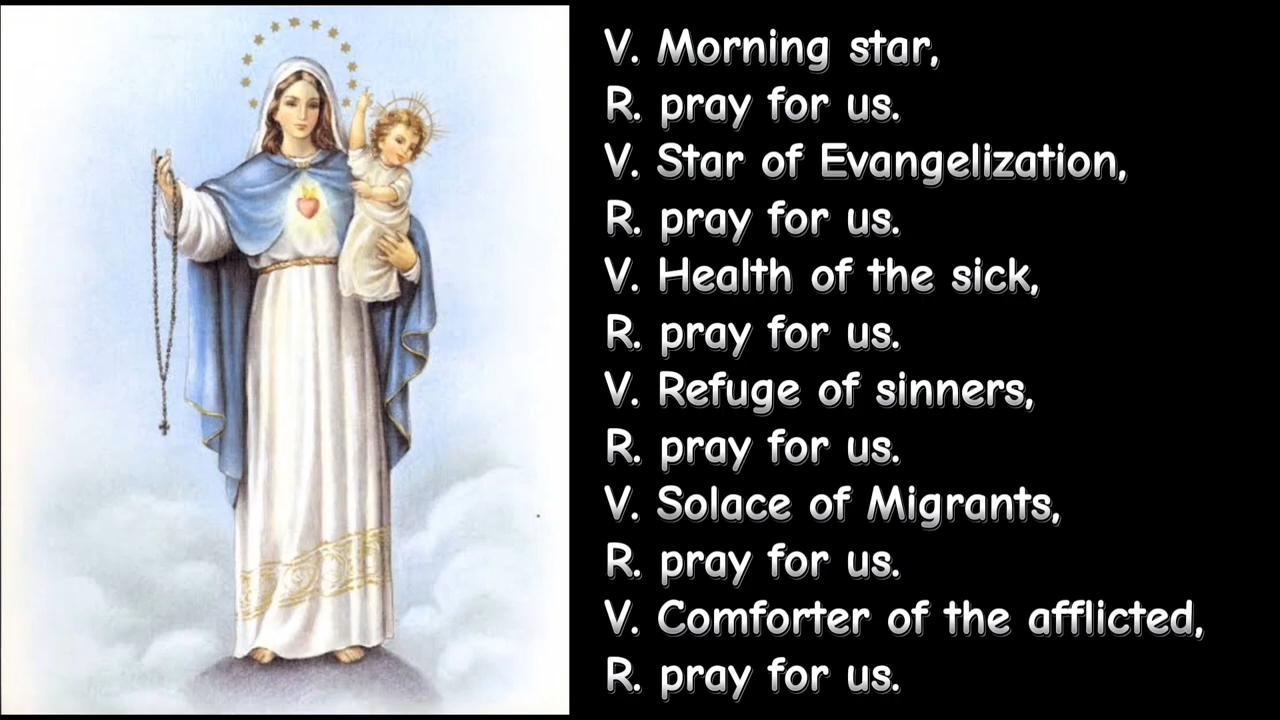 V. Morning star,
R. pray for us.
V. Star of Evangelization,
R. pray for us.
V. Health of the sick,
R. pray for us.
V. Refuge of sinners,
R. pray for us.
V. Solace of Migrants,
R. pray for us.
V. Comforter of the afflicted,
R. pray for us.